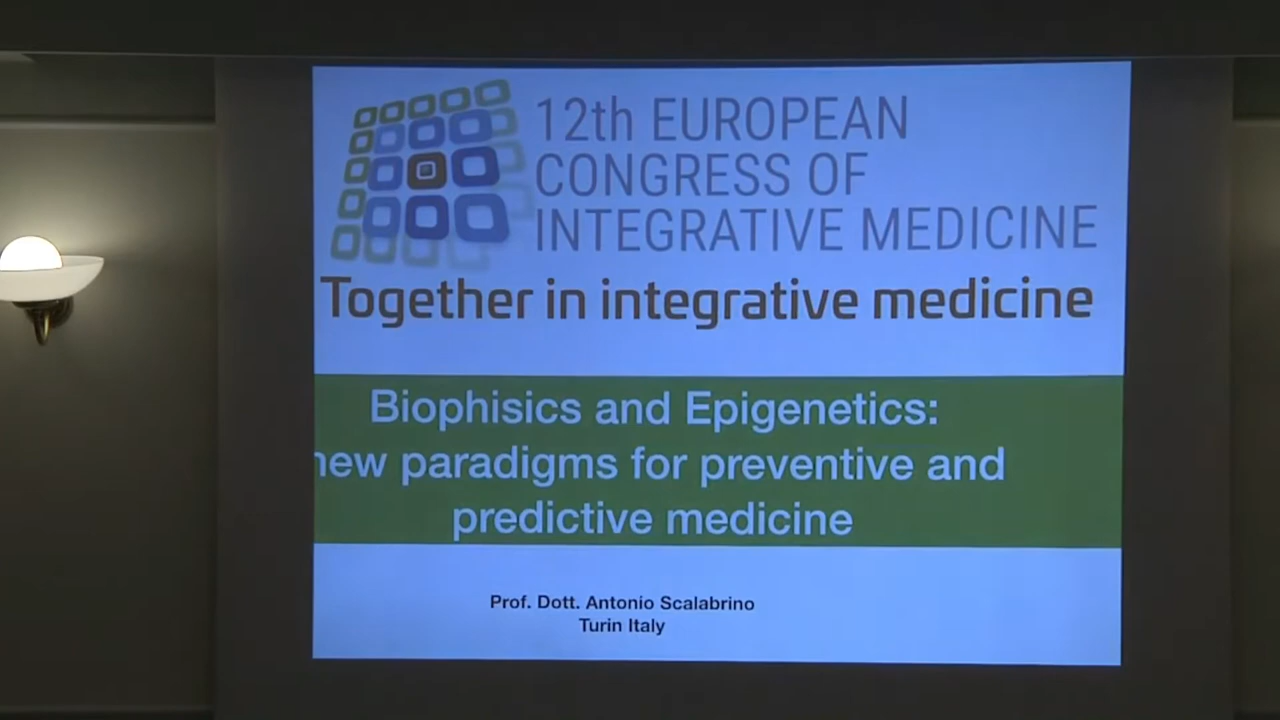 12th EUROPEAN
CONGRESS OF
INTEGRATIVE MEDICINE
Together in integrative medicine
Biophisics and Epigenetics:
new paradigms for preventive and
predictive medicine
Prof. Dott. Antonio Scalabrino
Turin Italy